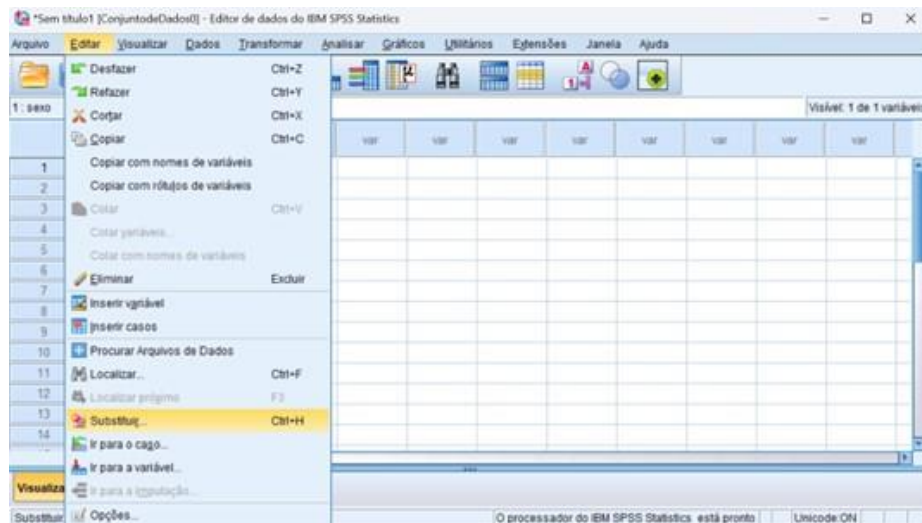 *Sem título1 [ConjuntodeDados0] - Editor de dados do IBM SPSS Statistics
Arquivo Editar Visualizar Dados Transformar Analisar Gráficos Utilitários Extensões Janela Ajuda
1 : sexo
Visível: 1 de 1 variáveis
var var var var var var var var
1
2
3
4
5
6
7
8
9
10
11
12
13
14
Desfazer Ctrl+Z
Refazer Ctrl+Y
Cortar Ctrl+X
Copiar Ctrl+C
Copiar com nomes de variáveis
Copiar com rótulos de variáveis
Colar Ctrl+V
Colar variáveis...
Colar com nomes de variáveis
Eliminar Excluir
Inserir variável
Inserir casos
Procurar Arquivos de Dados
Localizar... Ctrl+F
Localizar próximo F3
Substituir... Ctrl+H
Ir para o caso...
Ir para a variável...
Ir para a imputação...
Opções...
Visualiza
Substituir
O processador do IBM SPSS Statistics está pronto
Unicode:ON